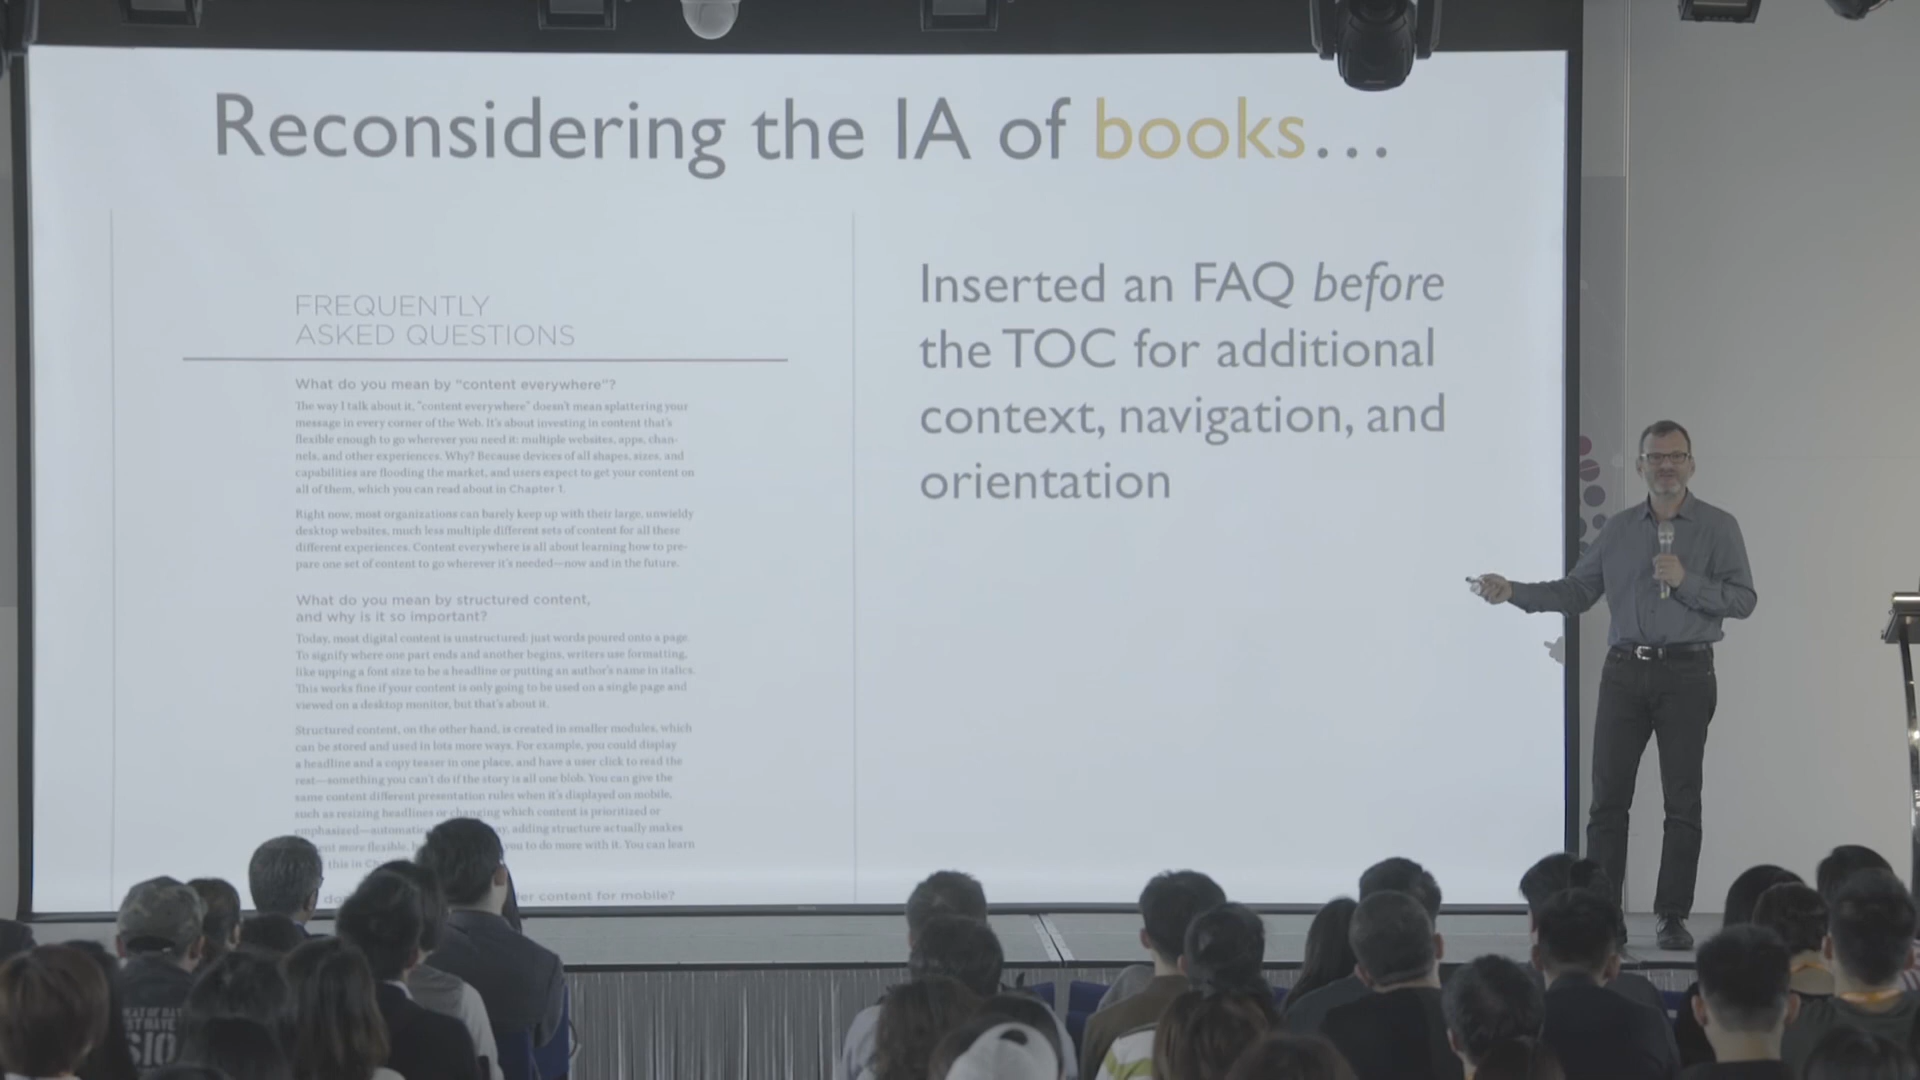 Reconsidering the IA of books...
FREQUENTLY
ASKED QUESTIONS
What do you mean by "content everywhere"?
The way I talk about it, "content everywhere" doesn't mean splattering your
message in every corner of the Web. It's about investing in content that's
flexible enough to go wherever you need it: multiple websites, apps, chan-
nels, and other experiences. Why? Because devices of all shapes, sizes, and
capabilities are flooding the market, and users expect to get your content on
all of them, which you can read about in Chapter 1.
Right now, most organizations can barely keep up with their large, unwieldy
desktop websites, much less multiple different sets of content for all these
different experiences. Content everywhere is all about learning how to pre-
pare one set of content to go wherever it's needed—now and in the future.
What do you mean by structured content,
and why is it so important?
Today, most digital content is unstructured: just words poured onto a page.
To signify where one part ends and another begins, writers use formatting,
like upping a font size to be a headline or putting an author's name in italics.
This works fine if your content is only going to be used on a single page and
viewed on a desktop monitor, but that's about it.
Structured content, on the other hand, is created in smaller modules, which
can be stored and used in lots more ways. For example, you could display
a headline and a copy teaser in one place, and have a user click to read the
rest—something you can't do if the story is all one blob. You can give the
same content different presentation rules when it's displayed on mobile,
such as resizing headlines or changing which content is prioritized or
adding structure actually makes
more flexible, you to do more with it. You can learn
this in
content for mobile?
Inserted an FAQ before
the TOC for additional
context, navigation, and
orientation